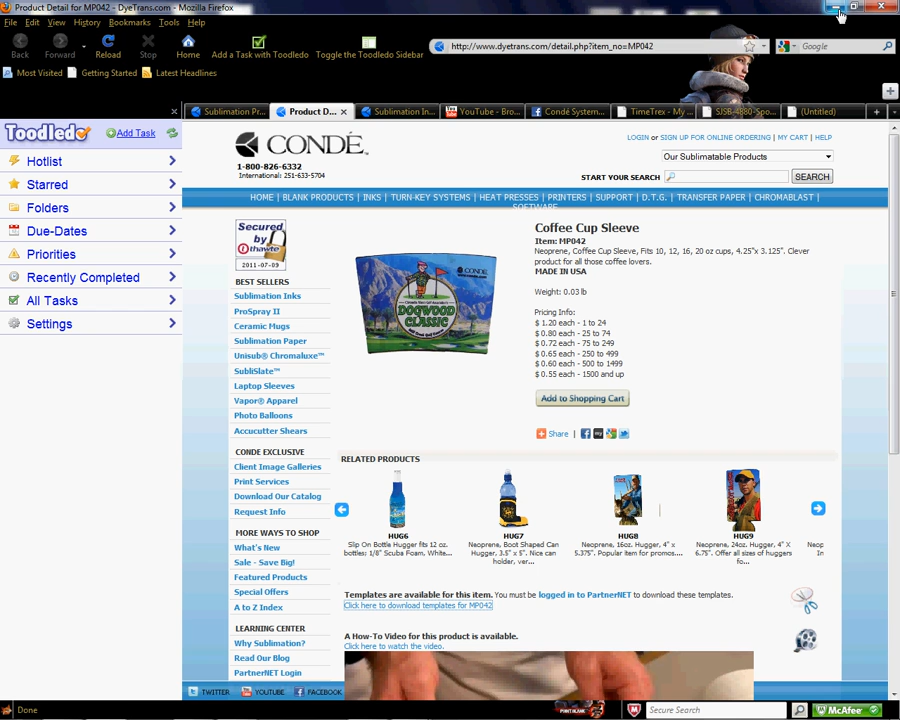 Product Detail for MP042 - DyeTrans.com - Mozilla Firefox
File Edit View History Bookmarks Tools Help
Back Forward Reload Stop Home Add a Task with Toodledo Toggle the Toodledo Sidebar http://www.dyetrans.com/detail.php?item_no=MP042 Google
Most Visited Getting Started Latest Headlines
Sublimation Pr... Product D... Sublimation In... YouTube - Bro... Condé System... TimeTrex - My ... SJSB-4880-Spo... (Untitled)
Toodledo Add Task
Hotlist
Starred
Folders
Due-Dates
Priorities
Recently Completed
All Tasks
Settings
CONDÉ
1-800-826-6332
International: 251-633-5704
LOGIN or SIGN UP FOR ONLINE ORDERING | MY CART | HELP
Our Sublimatable Products
START YOUR SEARCH SEARCH
HOME | BLANK PRODUCTS | INKS | TURN-KEY SYSTEMS | HEAT PRESSES | PRINTERS | SUPPORT | D.T.G. | TRANSFER PAPER | CHROMABLAST |
SOFTWARE
Secured
by
thawte
2011-07-09
BEST SELLERS
Sublimation Inks
ProSpray II
Ceramic Mugs
Sublimation Paper
Unisub® Chromaluxe™
SubliSlate™
Laptop Sleeves
Vapor® Apparel
Photo Balloons
Accucutter Shears
CONDE EXCLUSIVE
Client Image Galleries
Print Services
Download Our Catalog
Request Info
MORE WAYS TO SHOP
What's New
Sale - Save Big!
Featured Products
Special Offers
A to Z Index
LEARNING CENTER
Why Sublimation?
Read Our Blog
PartnerNET Login
CONDÉ
DOGWOOD
CLASSIC
Coffee Cup Sleeve
Item: MP042
Neoprene, Coffee Cup Sleeve, Fits 10, 12, 16, 20 oz cups, 4.25"x 3.125". Clever
product for all those coffee lovers.
MADE IN USA
Weight: 0.03 lb
Pricing Info:
$ 1.20 each - 1 to 24
$ 0.80 each - 25 to 74
$ 0.72 each - 75 to 249
$ 0.65 each - 250 to 499
$ 0.60 each - 500 to 1499
$ 0.55 each - 1500 and up
Add to Shopping Cart
Share |
RELATED PRODUCTS
HUG6
Slip On Bottle Hugger fits 12 oz.
bottles; 1/8" Scuba Foam, White...
HUG7
Neoprene, Boot Shaped Can
Hugger, 3.5" x 5". Nice can
holder, ver...
HUG8
Neoprene, 16oz. Hugger, 4" X
5.375". Popular item for promos....
HUG9
Neoprene, 24oz. Hugger, 4" X
6.75". Offer all sizes of huggers
fo...
Neop
In
Templates are available for this item. You must be logged in to PartnerNET to download these templates.
Click here to download templates for MP042
A How-To Video for this product is available.
Click here to watch the video.
TWITTER YOUTUBE FACEBOOK
Done Secure Search McAfee